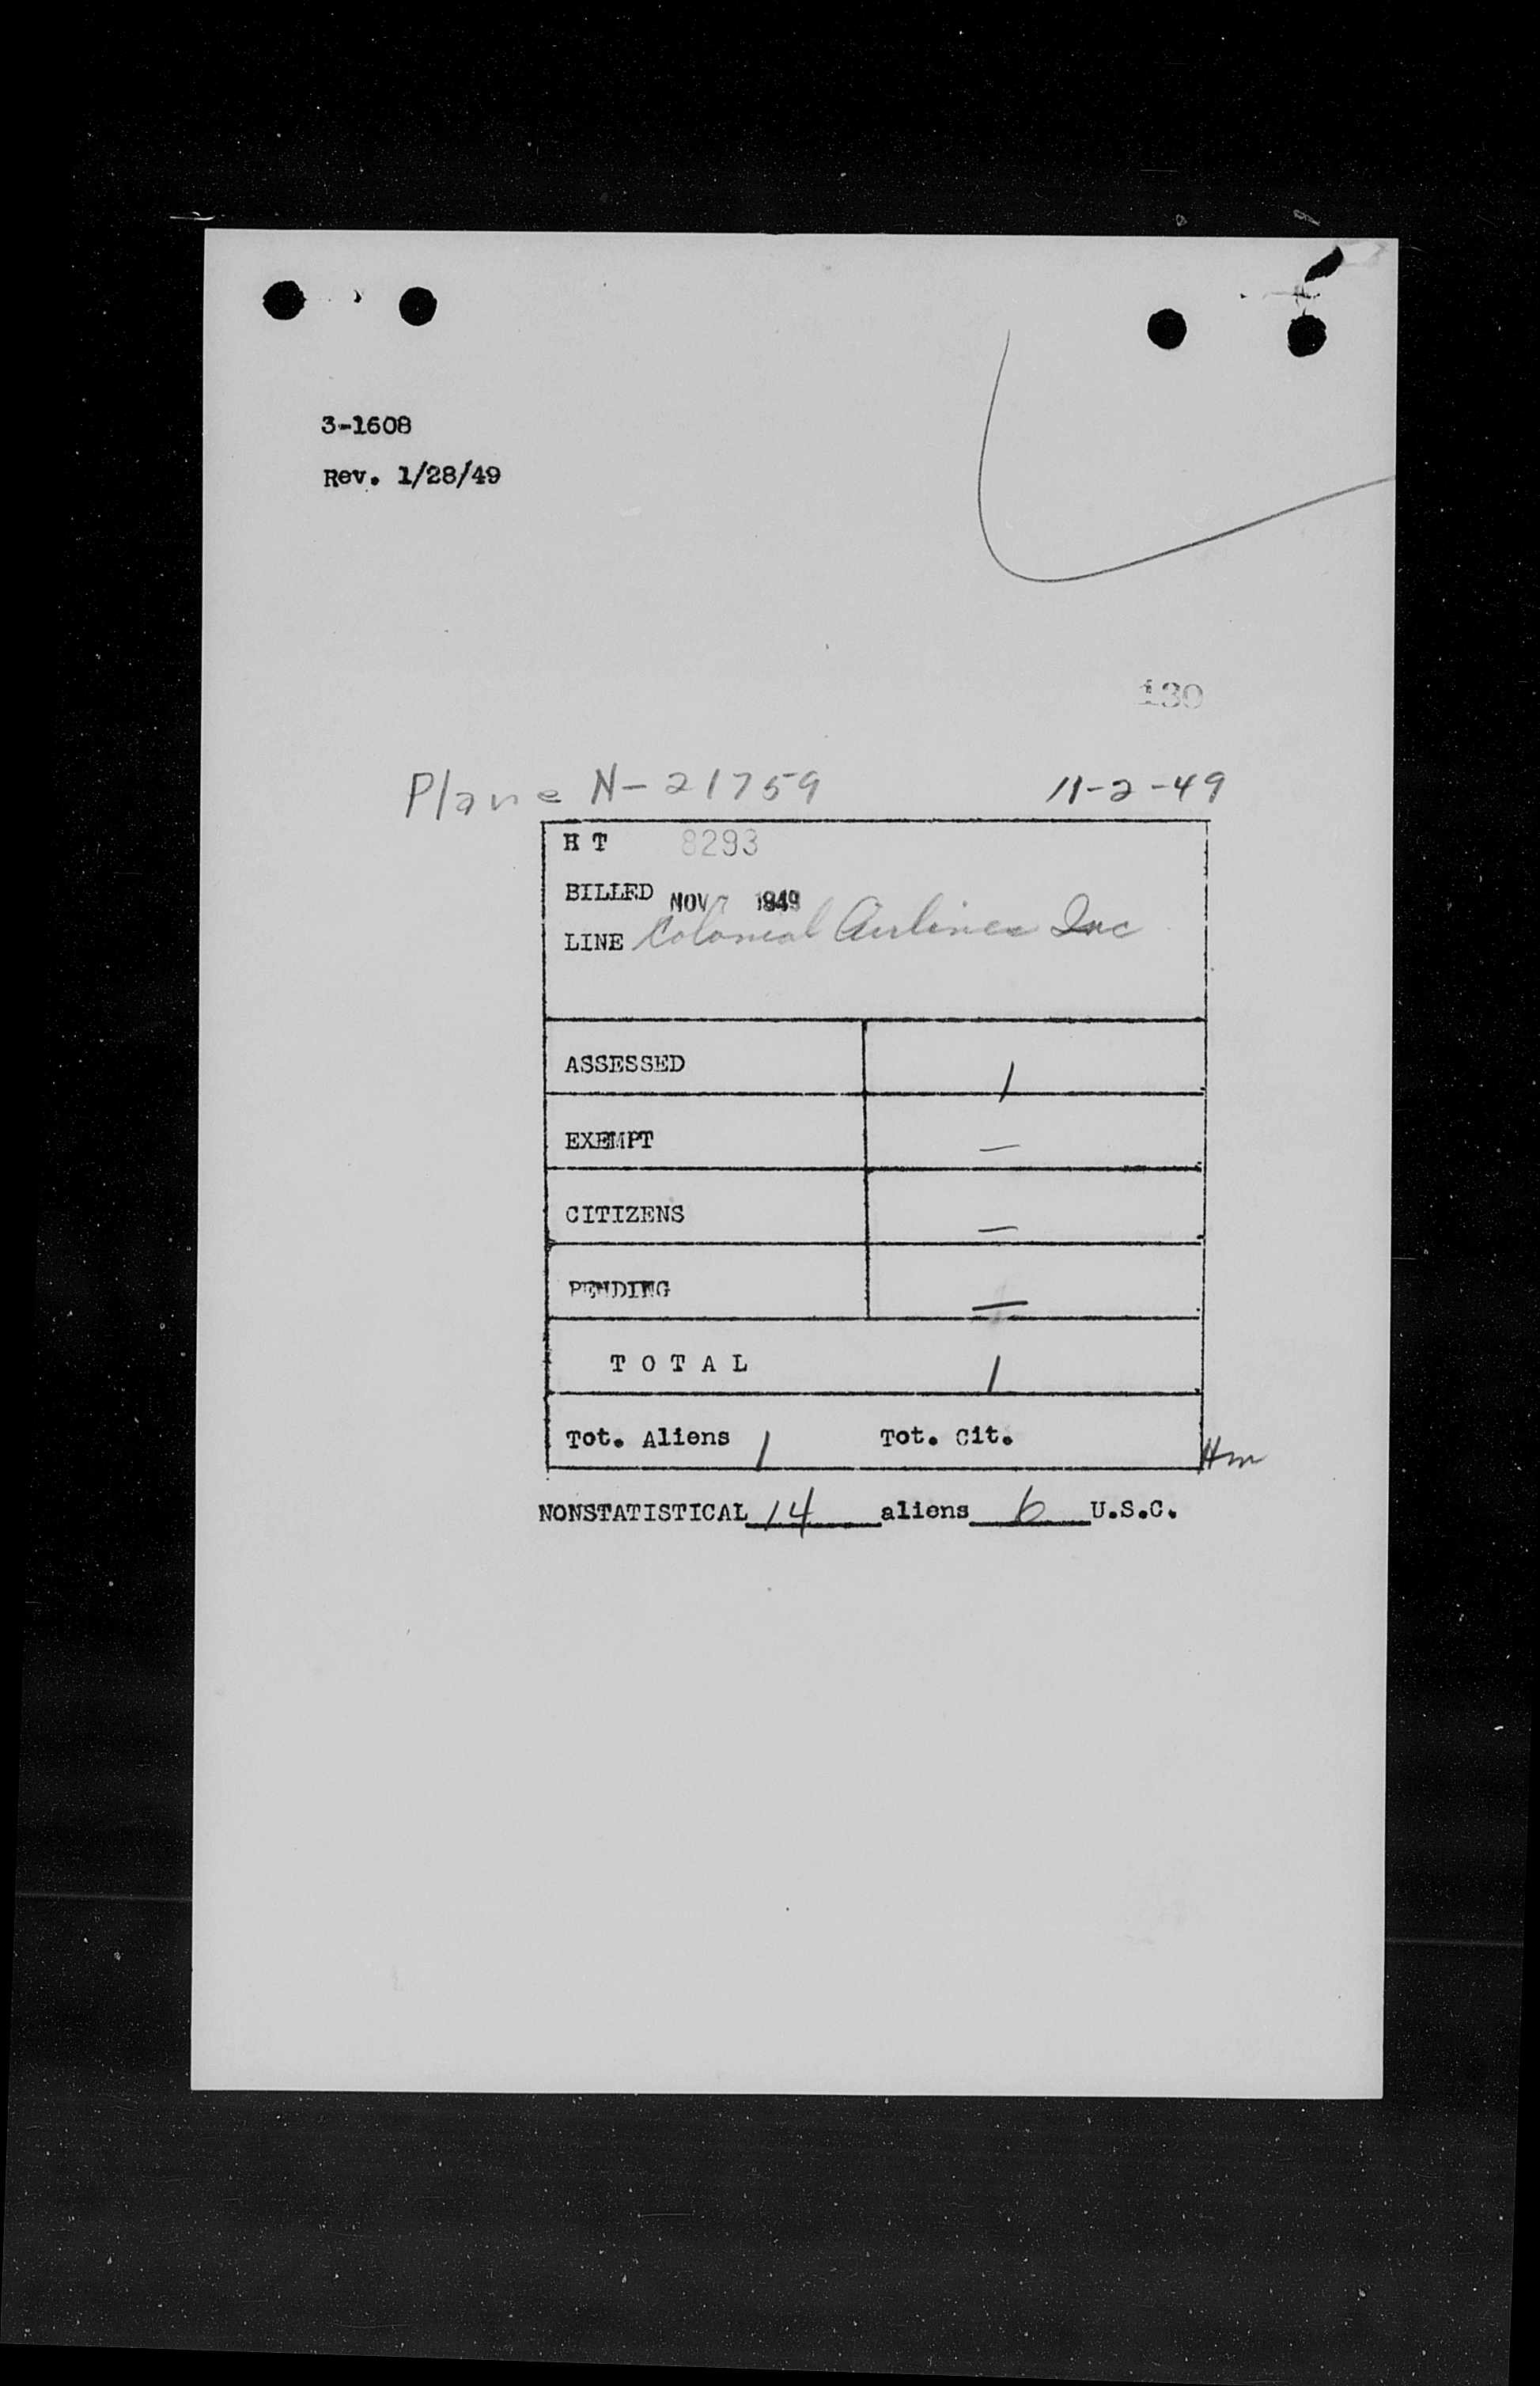 3-1608
Rev. 1/28/49
130
Plane N-21759 11-2-49
H T 8293
BILLED NOV 7 1949
LINE Colonial Airlines Inc
ASSESSED 1
EXEMPT —
CITIZENS —
PENDING —
T O T A L 1
Tot. Aliens 1 Tot. Cit.
Hm
NONSTATISTICAL 14 aliens 6 U.S.C.